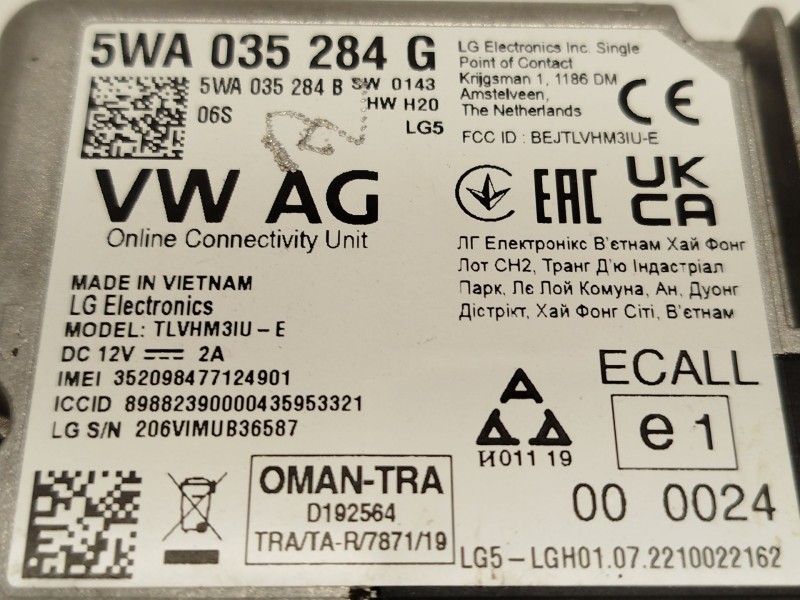 5WA 035 284 G
5WA 035 284 B SW 0143
06S HW H20
LG5
VW AG
Online Connectivity Unit
MADE IN VIETNAM
LG Electronics
MODEL: TLVHM3IU-E
DC 12V 2A
IMEI 352098477124901
ICCID 89882390000435953321
LG S/N 206VIMUB36587
OMAN-TRA
D192564
TRA/TA-R/7871/19
LG Electronics Inc. Single
Point of Contact
Krijgsman 1, 1186 DM
Amstelveen,
The Netherlands
CE
FCC ID : BEJTLVHM3IU-E
EAC
UK
CA
ЛГ Електронікс В'єтнам Хай Фонг
Лот CH2, Транг Д'ю Індастріал
Парк, Лє Лой Комуна, Ан, Дуонг
Дістрікт, Хай Фонг Сіті, В'єтнам
ECALL
e1
И011 19
00 0024
LG5-LGH01.07.2210022162